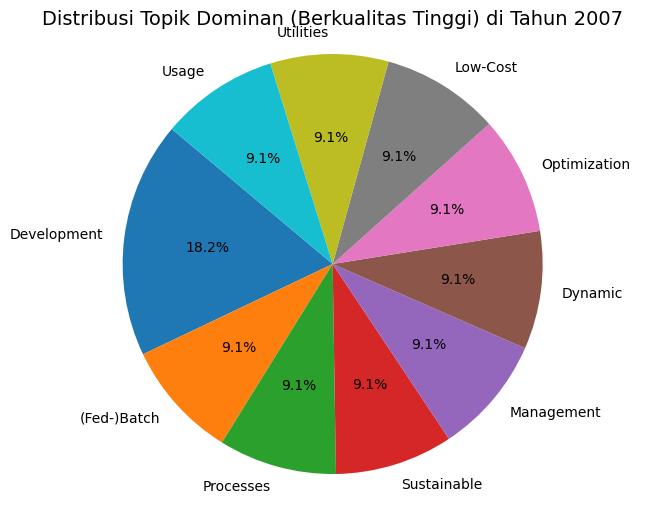 Distribusi Topik Dominan (Berkualitas Tinggi) di Tahun 2007
Utilities
Low-Cost
Usage
9.1%
9.1%
9.1%
Optimization
9.1%
Development
18.2%
9.1%
Dynamic
9.1%
9.1%
9.1%
9.1%
Management
(Fed-)Batch
Processes
Sustainable